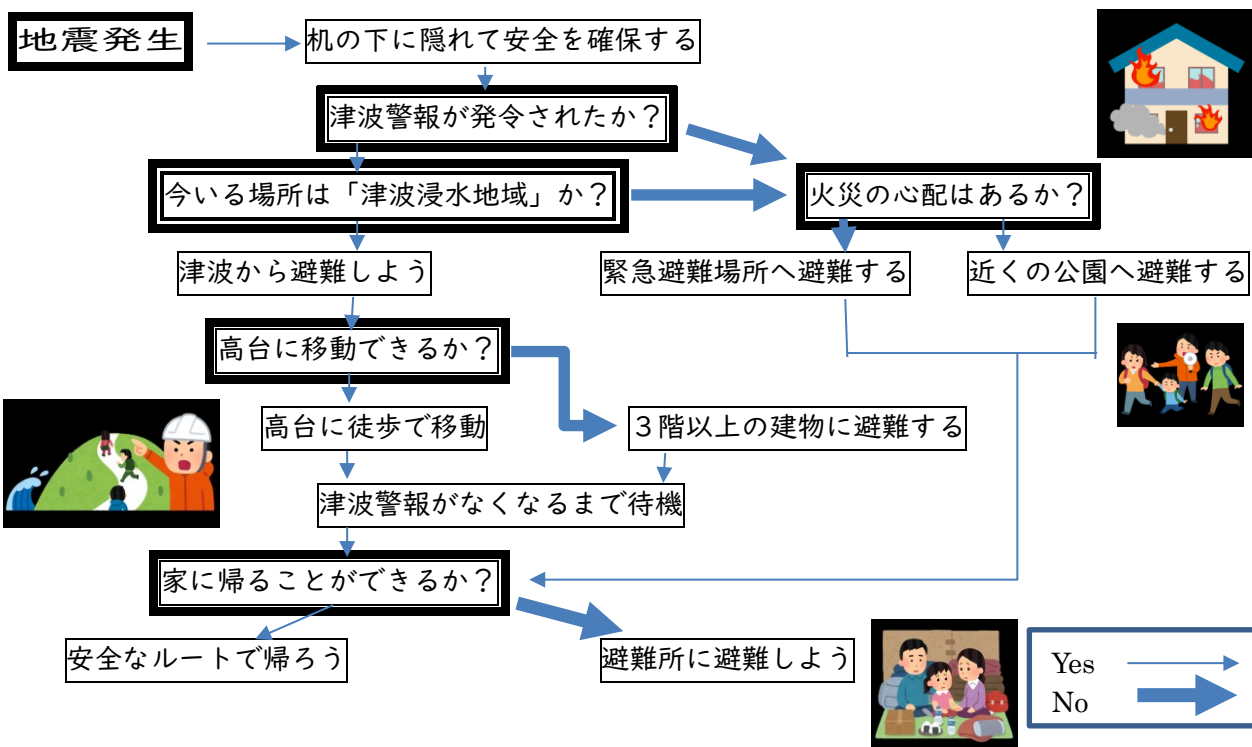 地震発生
机の下に隠れて安全を確保する
津波警報が発令されたか？
今いる場所は「津波浸水地域」か？
火災の心配はあるか？
津波から避難しよう
緊急避難場所へ避難する
近くの公園へ避難する
高台に移動できるか？
高台に徒歩で移動
３階以上の建物に避難する
津波警報がなくなるまで待機
家に帰ることができるか？
安全なルートで帰ろう
避難所に避難しよう
Yes
No